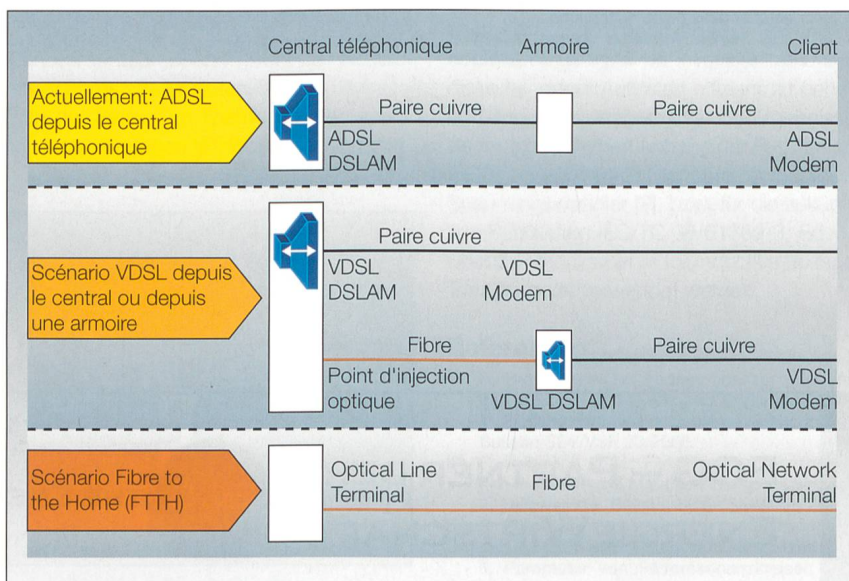 Central téléphonique Armoire Client
Actuellement: ADSL
depuis le central
téléphonique
Paire cuivre Paire cuivre
ADSL
DSLAM
ADSL
Modem
Scénario VDSL depuis
le central ou depuis
une armoire
Paire cuivre
VDSL
DSLAM
VDSL
Modem
Fibre Paire cuivre
Point d'injection
optique
VDSL DSLAM
VDSL
Modem
Scénario Fibre to
the Home (FTTH)
Optical Line
Terminal
Fibre
Optical Network
Terminal